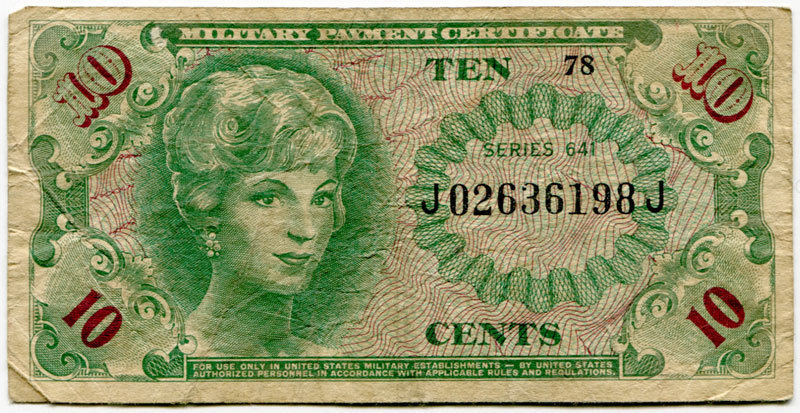 MILITARY PAYMENT CERTIFICATE
10 TEN 78 10
SERIES 641
J02636198J
10 CENTS 10
FOR USE ONLY IN UNITED STATES MILITARY ESTABLISHMENTS — BY UNITED STATES
AUTHORIZED PERSONNEL IN ACCORDANCE WITH APPLICABLE RULES AND REGULATIONS.